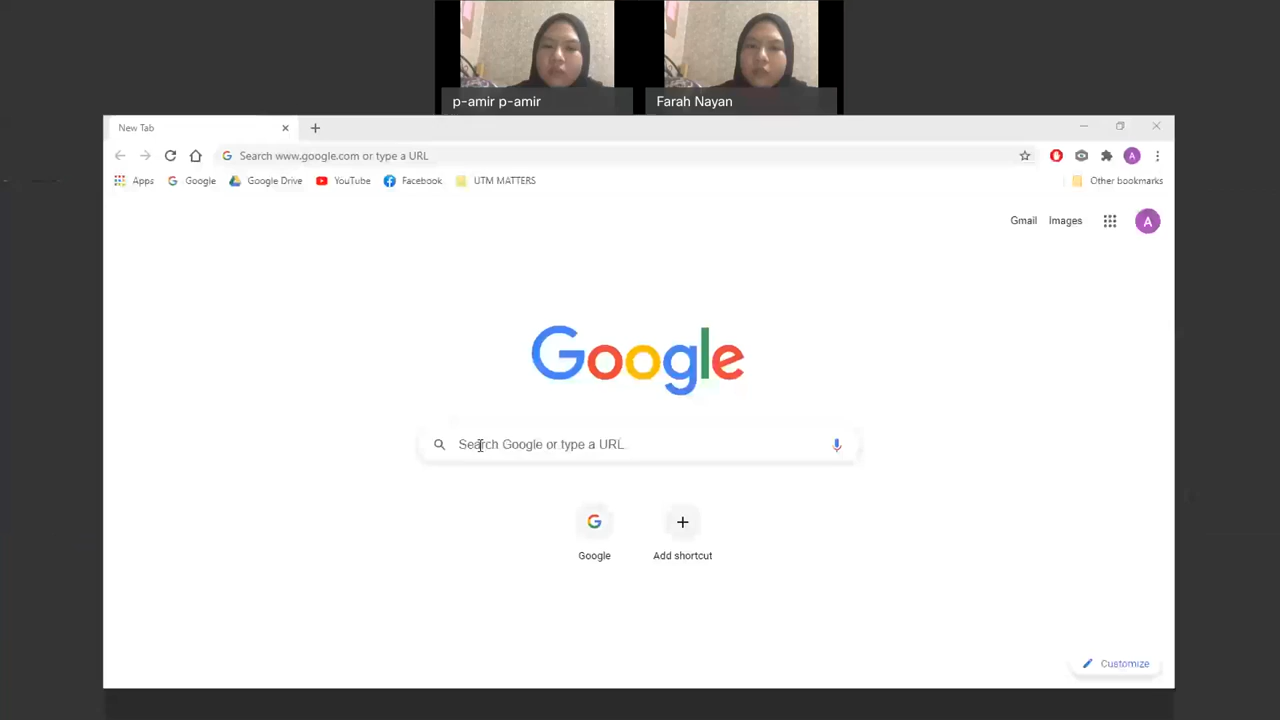 p-amir p-amir
Farah Nayan
New Tab
Search www.google.com or type a URL
A
Apps
Google
Google Drive
YouTube
Facebook
UTM MATTERS
Other bookmarks
Gmail
Images
A
Google
Search Google or type a URL
G
Google
Add shortcut
Customize